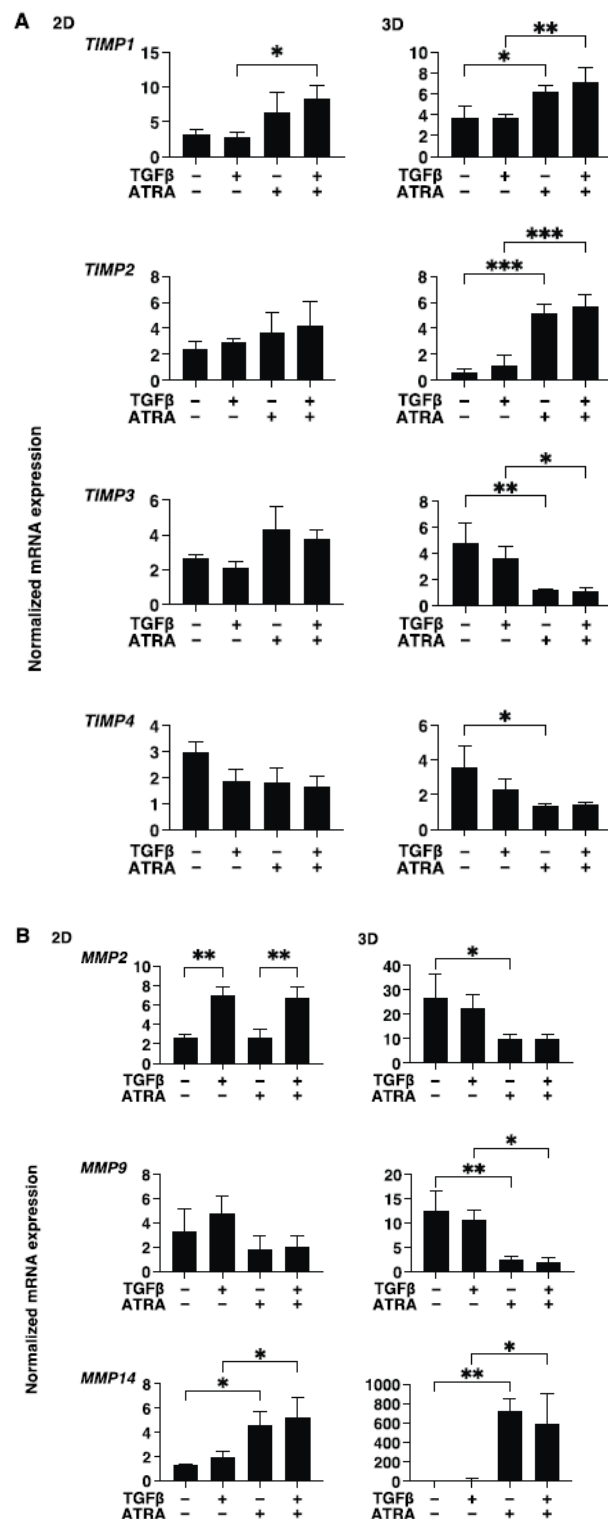 A 2D 3D
TIMP1
15 10 5 0
10 8 6 4 2 0
* * **
TGFβ − + − + TGFβ − + − +
ATRA − − + + ATRA − − + +
TIMP2
8 6 4 2 0
8 6 4 2 0
*** ***
TGFβ − + − + TGFβ − + − +
ATRA − − + + ATRA − − + +
TIMP3
6 4 2 0
8 6 4 2 0
** *
TGFβ − + − + TGFβ − + − +
ATRA − − + + ATRA − − + +
TIMP4
4 3 2 1 0
6 4 2 0
*
TGFβ − + − + TGFβ − + − +
ATRA − − + + ATRA − − + +
Normalized mRNA expression
B 2D 3D
MMP2
10 8 6 4 2 0
40 30 20 10 0
** ** *
TGFβ − + − + TGFβ − + − +
ATRA − − + + ATRA − − + +
MMP9
8 6 4 2 0
20 15 10 5 0
** *
TGFβ − + − + TGFβ − + − +
ATRA − − + + ATRA − − + +
MMP14
8 6 4 2 0
1000 800 600 400 200 0
* * ** *
TGFβ − + − + TGFβ − + − +
ATRA − − + + ATRA − − + +
Normalized mRNA expression